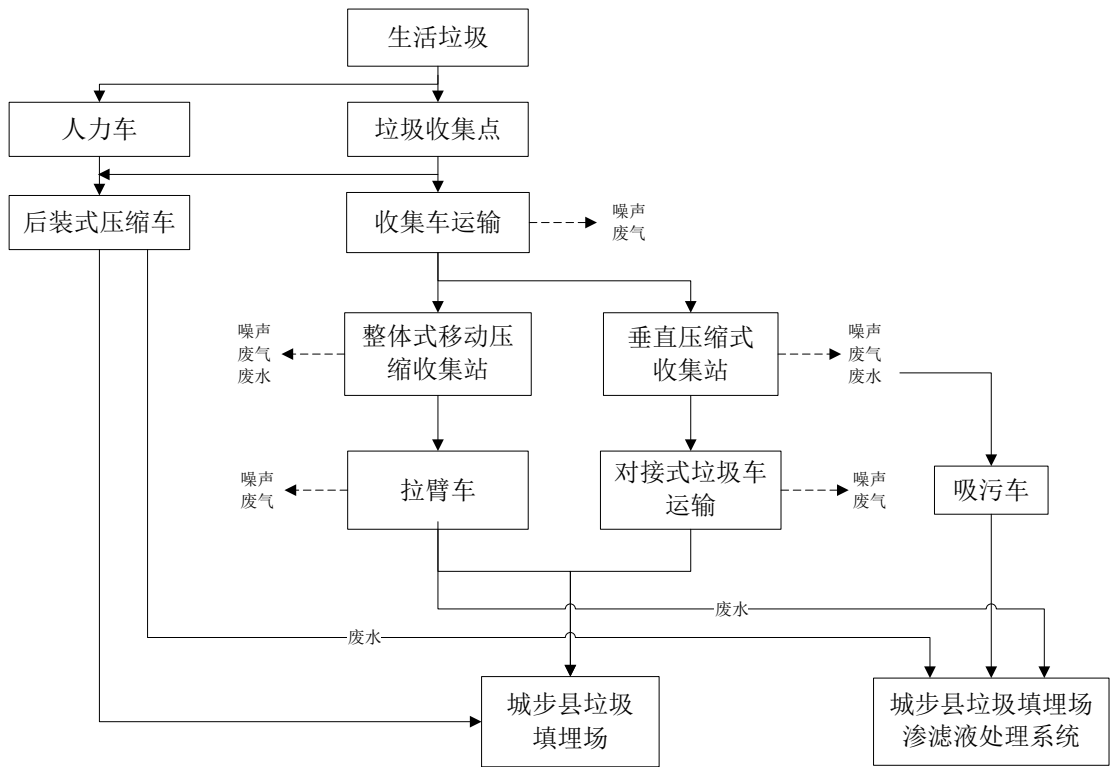 生活垃圾
人力车
垃圾收集点
后装式压缩车
收集车运输
噪声
废气
噪声
废气
废水
整体式移动压
缩收集站
垂直压缩式
收集站
噪声
废气
废水
噪声
废气
拉臂车
对接式垃圾车
运输
噪声
废气
吸污车
废水
废水
城步县垃圾
填埋场
城步县垃圾填埋场
渗滤液处理系统